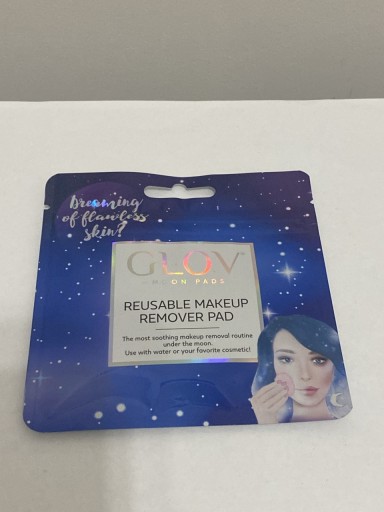 Dreaming
of flawless
skin?
GLOV™
MOON PADS
REUSABLE MAKEUP
REMOVER PAD
The most soothing makeup removal routine
under the moon.
Use with water or your favorite cosmetic!